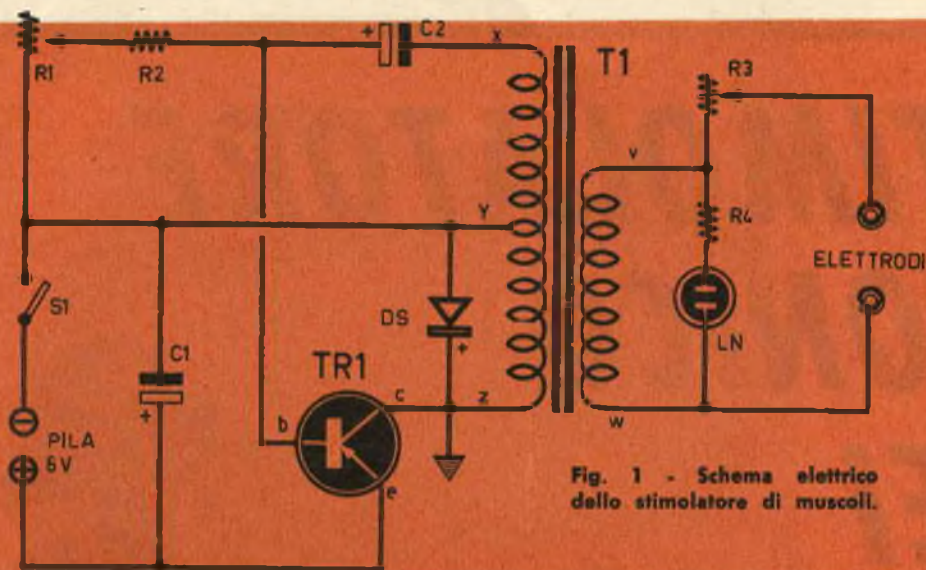 R1
R2
+
C2
x
T1
R3
v
R4
Y
ELETTRODI
S1
C1
+
DS
+
LN
TR1
b
c
z
e
w
PILA
6V
Fig. 1 - Schema elettrico
dello stimolatore di muscoli.